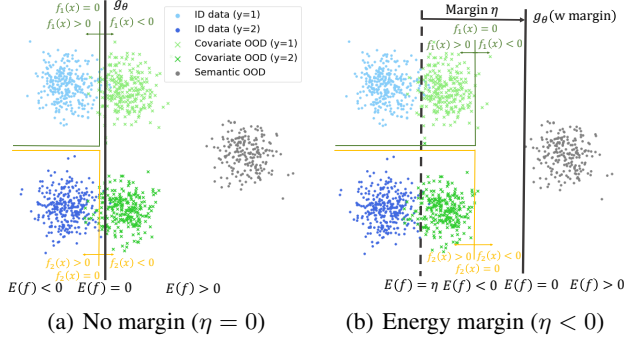 f₁(x) = 0
g_θ
f₁(x) > 0
f₁(x) < 0
ID data (y=1)
ID data (y=2)
Covariate OOD (y=1)
Covariate OOD (y=2)
Semantic OOD
f₂(x) > 0
f₂(x) < 0
f₂(x) = 0
E(f) < 0
E(f) = 0
E(f) > 0
(a) No margin (η = 0)
Margin η
g_θ(w margin)
f₁(x) = 0
f₁(x) > 0
f₁(x) < 0
f₂(x) > 0
f₂(x) < 0
f₂(x) = 0
E(f) = η
E(f) < 0
E(f) = 0
E(f) > 0
(b) Energy margin (η < 0)